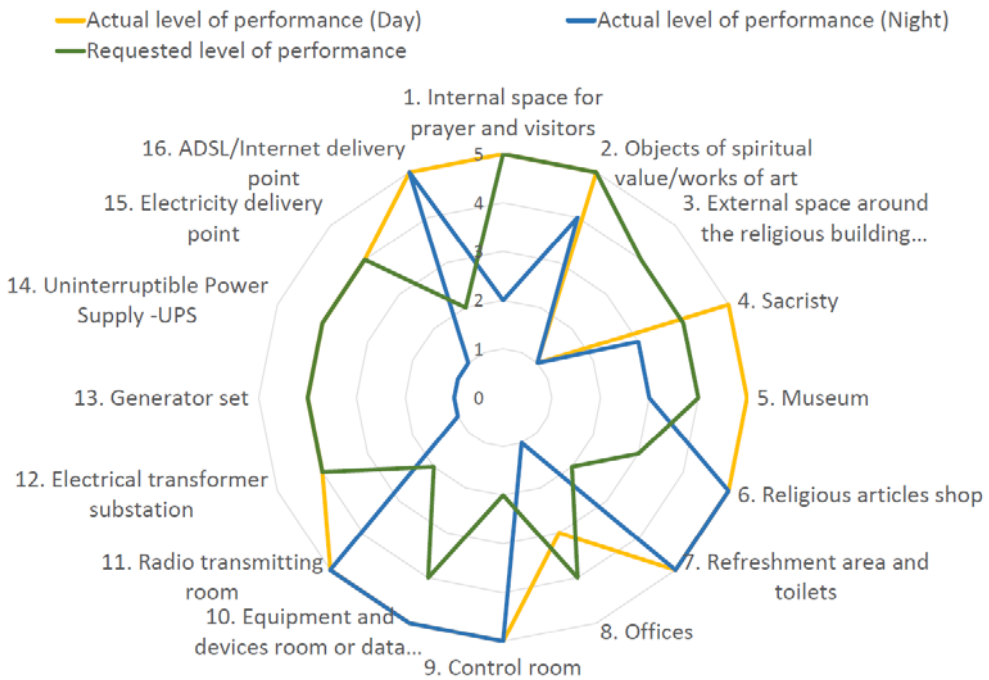 Actual level of performance (Day)
Actual level of performance (Night)
Requested level of performance
1. Internal space for
prayer and visitors
2. Objects of spiritual
value/works of art
3. External space around
the religious building...
4. Sacristy
5. Museum
6. Religious articles shop
7. Refreshment area and
toilets
8. Offices
9. Control room
10. Equipment and
devices room or data...
11. Radio transmitting
room
12. Electrical transformer
substation
13. Generator set
14. Uninterruptible Power
Supply -UPS
15. Electricity delivery
point
16. ADSL/Internet delivery
point
5
4
3
2
1
0